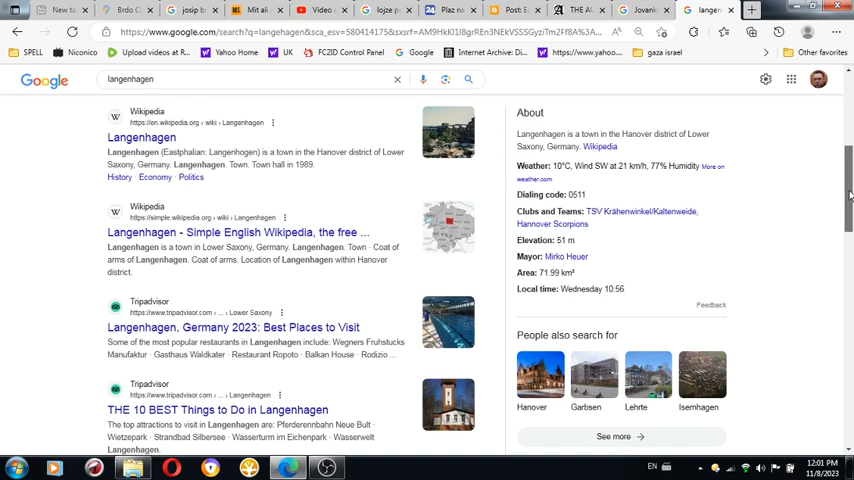 New ta
Brdo C
josip b
Mit ali
Video
lojze pe
Plaz na
Post: E
THE AI
Jovank
langen
https://www.google.com/search?q=langehagen&sca_esv=580414175&sxsrf=
SPELL
Niconico
Upload videos at R...
Yahoo Home
UK
FC2ID Control Panel
Google
Internet Archive: Di...
https://www.yahoo....
gaza israel
Other favorites
Google
langenhagen
Wikipedia
https://en.wikipedia.org › wiki › Langenhagen
Langenhagen
Langenhagen (Eastphalian: Langenhogen) is a town in the Hanover district of Lower
Saxony, Germany. Langenhagen. Town. Town hall in 1989.
History · Economy · Politics
Wikipedia
https://simple.wikipedia.org › wiki › Langenhagen
Langenhagen - Simple English Wikipedia, the free ...
Langenhagen is a town in Lower Saxony, Germany. Langenhagen. Town · Coat of
arms of Langenhagen. Coat of arms. Location of Langenhagen within Hanover
district.
Tripadvisor
https://www.tripadvisor.com › ... › Lower Saxony
Langenhagen, Germany 2023: Best Places to Visit
Some of the most popular restaurants in Langenhagen include: Wegners Fruhstucks
Manufaktur · Gasthaus Waldkater · Restaurant Ropoto · Balkan House · Rodizio ...
Tripadvisor
https://www.tripadvisor.com › ... › Langenhagen
THE 10 BEST Things to Do in Langenhagen
The top attractions to visit in Langenhagen are: Pferderennbahn Neue Bult ·
Wietzepark · Strandbad Silbersee · Wasserturm im Eichenpark · Wasserwelt
Langenhagen.
About
Langenhagen is a town in the Hanover district of Lower
Saxony, Germany. Wikipedia
Weather: 10°C, Wind SW at 21 km/h, 77% Humidity More on
weather.com
Dialing code: 0511
Clubs and Teams: TSV Krähenwinkel/Kaltenweide,
Hannover Scorpions
Elevation: 51 m
Mayor: Mirko Heuer
Area: 71.99 km²
Local time: Wednesday 10:56
Feedback
People also search for
Hanover
Garbsen
Lehrte
Isernhagen
See more
EN
12:01 PM
11/8/2023